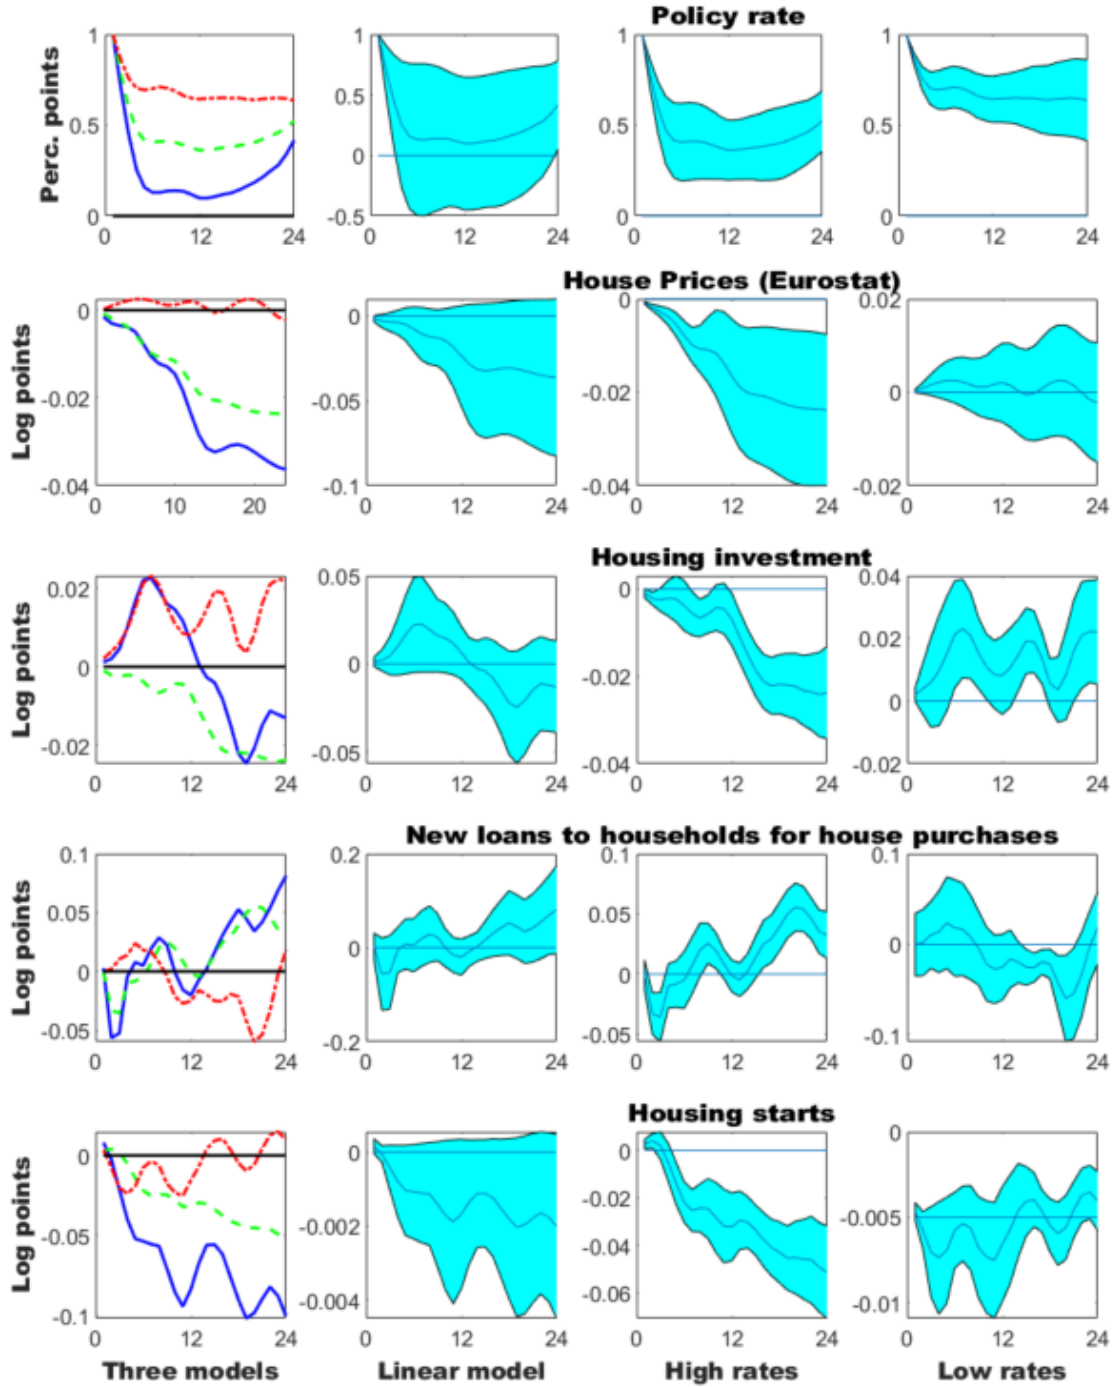 Policy rate
Perc. points
1 0.5 0
1 0.5 0 -0.5
1 0.5 0
1 0.5 0
0 12 24
0 12 24
0 12 24
0 12 24
House Prices (Eurostat)
Log points
0 -0.02 -0.04
0 -0.05 -0.1
0 -0.02 -0.04
0.02 0 -0.02
0 10 20
0 12 24
0 12 24
0 12 24
Housing investment
Log points
0.02 0 -0.02
0.05 0 -0.05
0 -0.02 -0.04
0.04 0.02 0 -0.02
0 12 24
0 12 24
0 12 24
0 12 24
New loans to households for house purchases
Log points
0.1 0.05 0 -0.05
0.2 0 -0.2
0.1 0.05 0 -0.05
0.1 0 -0.1
0 12 24
0 12 24
0 12 24
0 12 24
Housing starts
Log points
0 -0.05 -0.1
0 -0.002 -0.004
0 -0.02 -0.04 -0.06
0 -0.005 -0.01
0 12 24
0 12 24
0 12 24
0 12 24
Three models
Linear model
High rates
Low rates